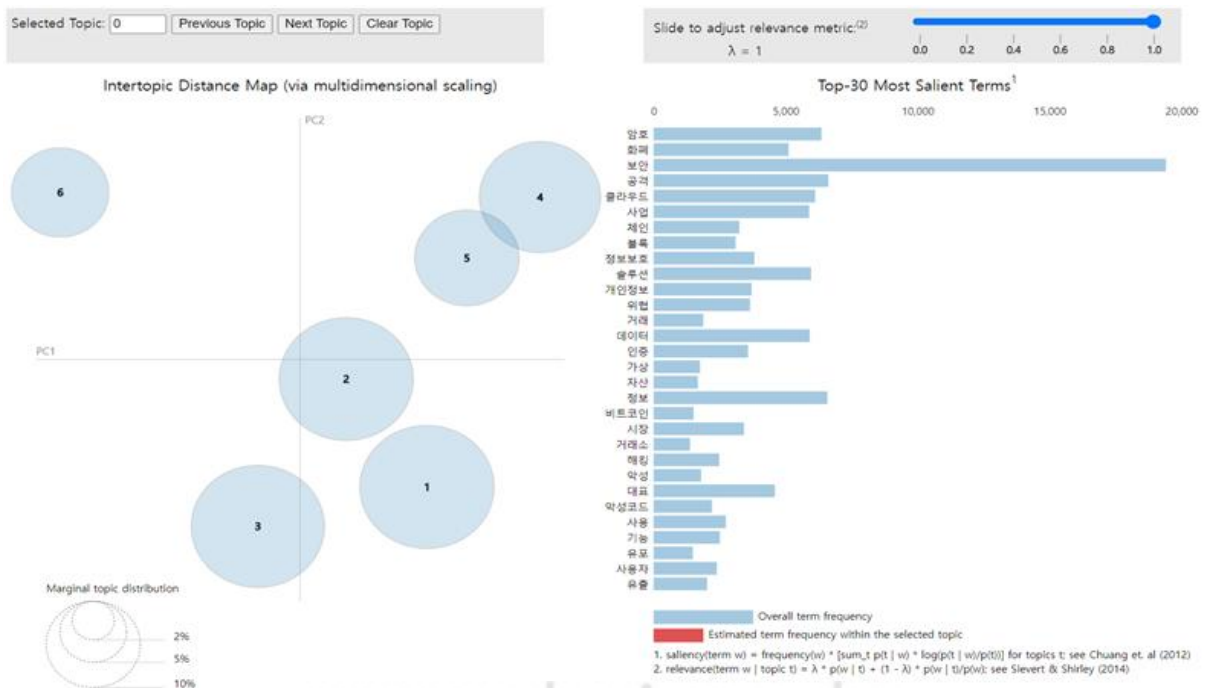 Selected Topic: 0 Previous Topic Next Topic Clear Topic
Slide to adjust relevance metric:(2)
λ = 1
0.0 0.2 0.4 0.6 0.8 1.0
Intertopic Distance Map (via multidimensional scaling)
PC2
PC1
6
4
5
2
1
3
Marginal topic distribution
2%
5%
10%
Top-30 Most Salient Terms1
0 5,000 10,000 15,000 20,000
암호
화폐
보안
공격
클라우드
사업
체인
블록
정보보호
솔루션
개인정보
위협
거래
데이터
인증
가상
자산
정보
비트코인
시장
거래소
해킹
악성
대표
악성코드
사용
기능
유포
사용자
유출
Overall term frequency
Estimated term frequency within the selected topic
1. saliency(term w) = frequency(w) * [sum_t p(t | w) * log(p(t | w)/p(t))] for topics t; see Chuang et. al (2012)
2. relevance(term w | topic t) = λ * p(w | t) + (1 - λ) * p(w | t)/p(w); see Sievert & Shirley (2014)